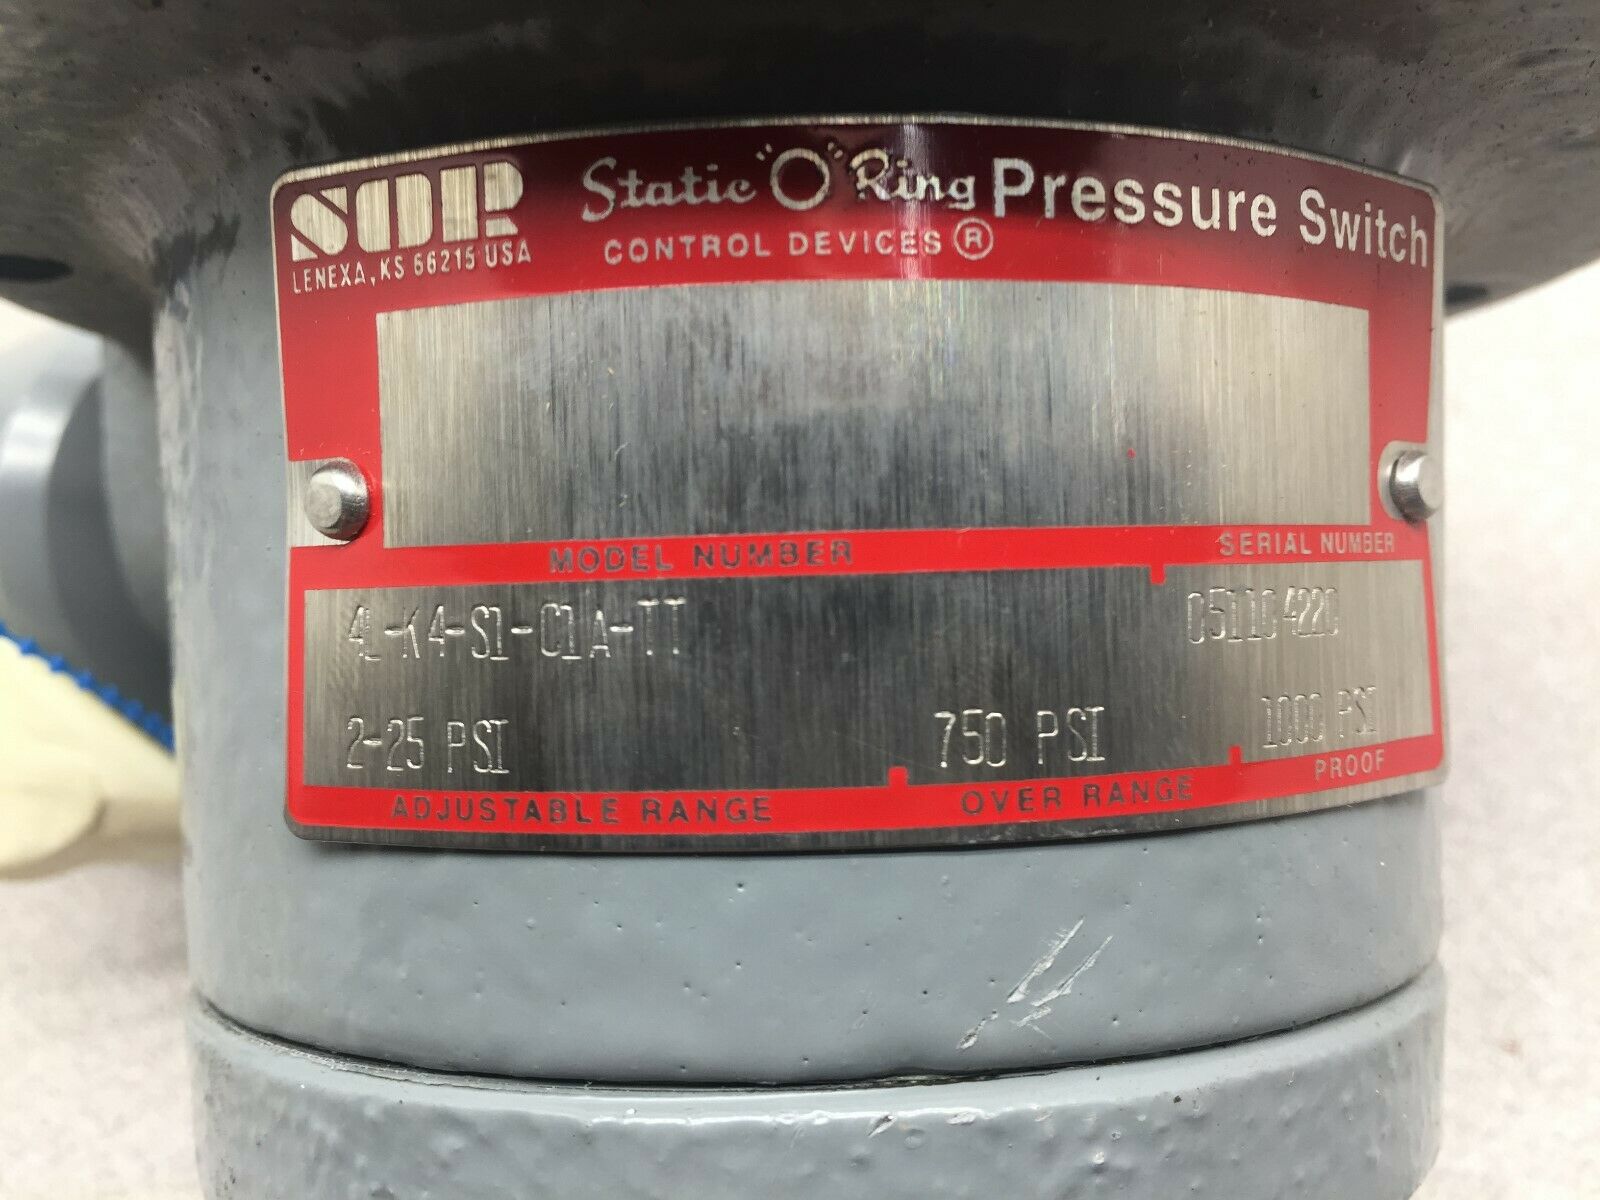 SOR Static "O" Ring Pressure Switch
LENEXA, KS 66215 USA CONTROL DEVICES ®
MODEL NUMBER SERIAL NUMBER
4L-K4-S1-C1A-TT
2-25 PSI 750 PSI 1000 PSI
ADJUSTABLE RANGE OVER RANGE PROOF